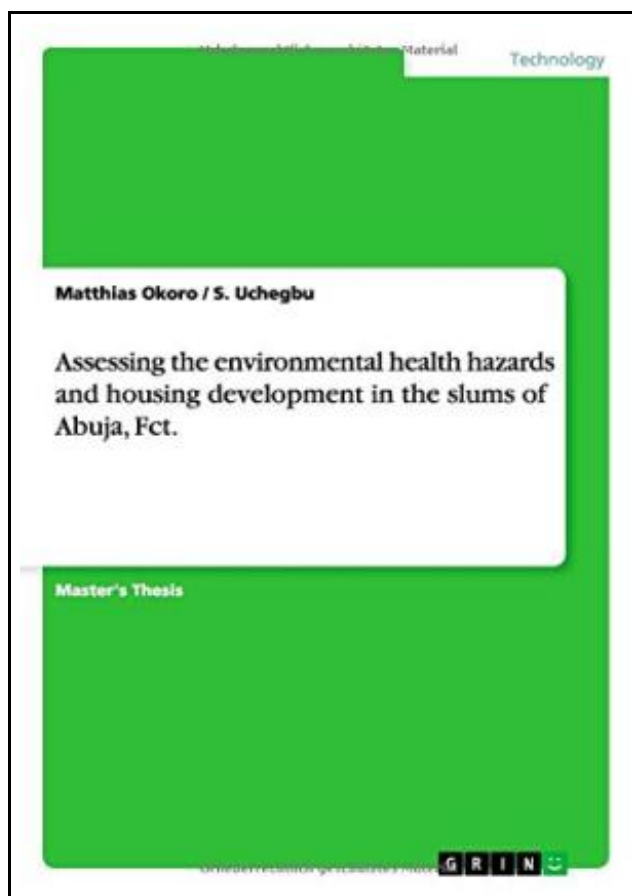 Material
Technology
Matthias Okoro / S. Uchegbu
Assessing the environmental health hazards
and housing development in the slums of
Abuja, Fct.
Master's Thesis
GRIN